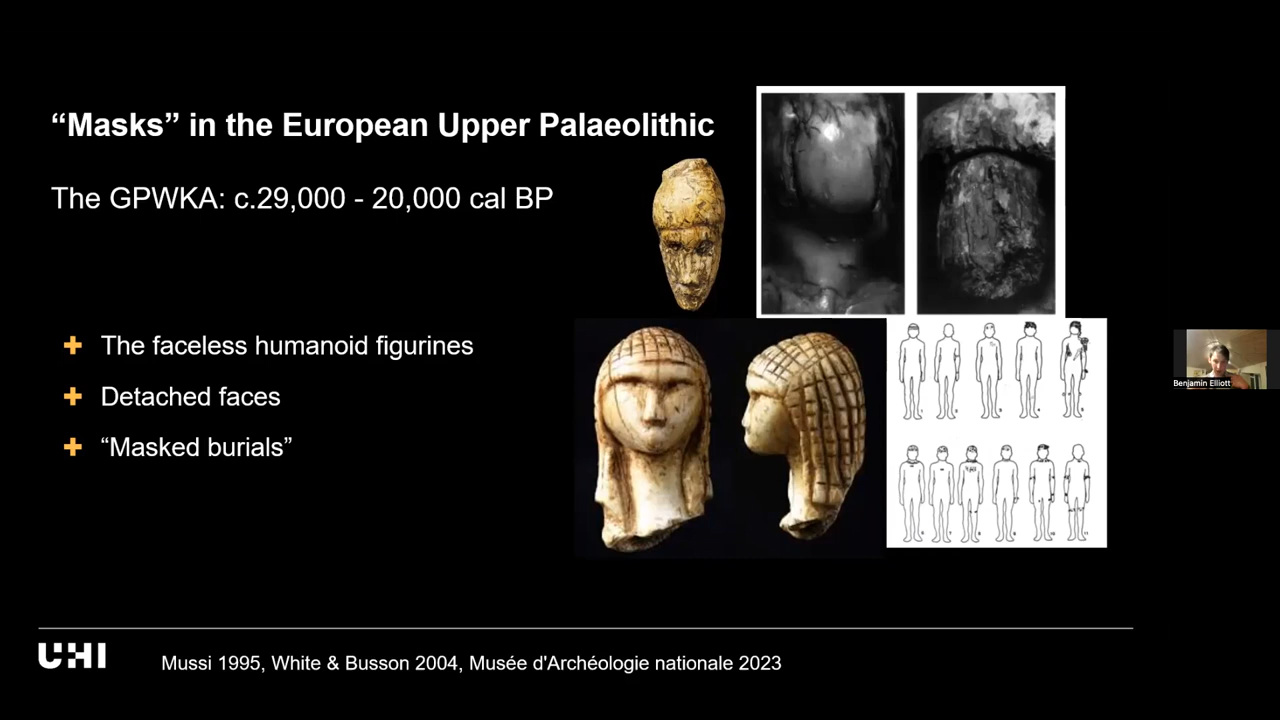 “Masks” in the European Upper Palaeolithic
The GPWKA: c.29,000 - 20,000 cal BP
The faceless humanoid figurines
Detached faces
“Masked burials”
Benjamin Elliott
UHI
Mussi 1995, White & Busson 2004, Musée d'Archéologie nationale 2023